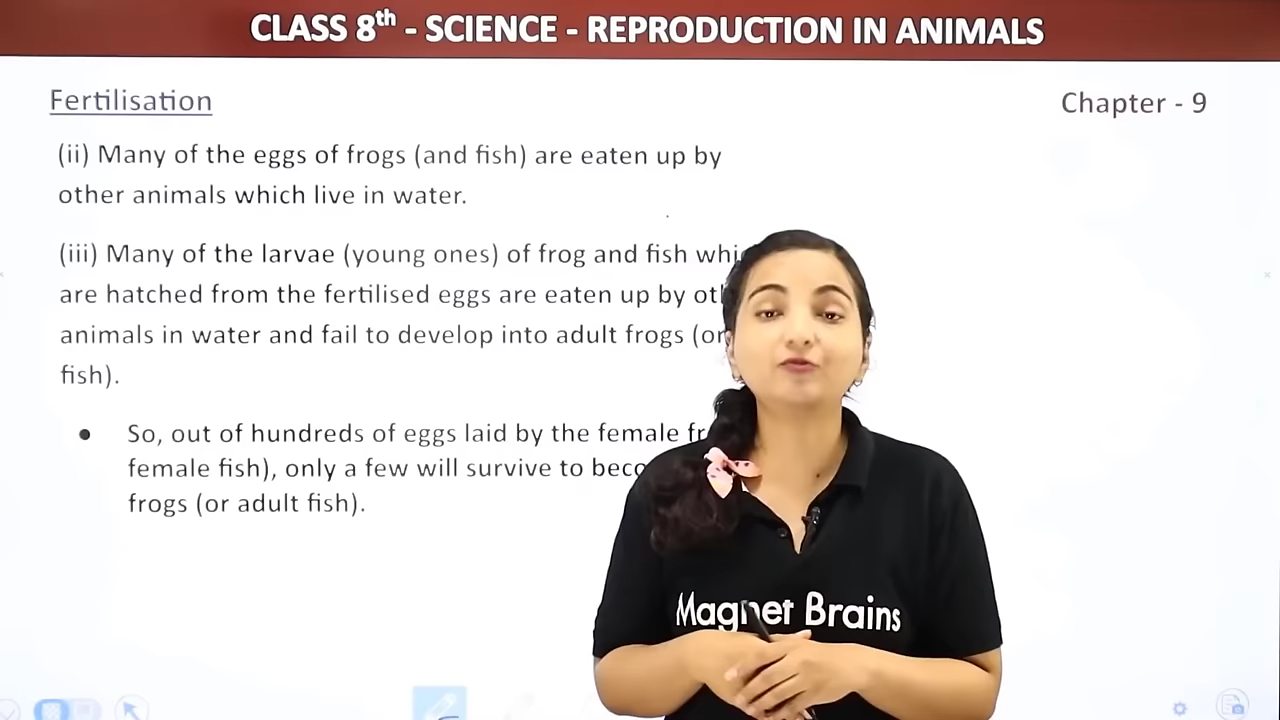 CLASS 8th - SCIENCE - REPRODUCTION IN ANIMALS
Fertilisation
Chapter - 9
(ii) Many of the eggs of frogs (and fish) are eaten up by
other animals which live in water.
(iii) Many of the larvae (young ones) of frog and fish
are hatched from the fertilised eggs are eaten up by
animals in water and fail to develop into adult frogs (or
fish).
• So, out of hundreds of eggs laid by the female
female fish), only a few will survive to
frogs (or adult fish).
Magnet Brains